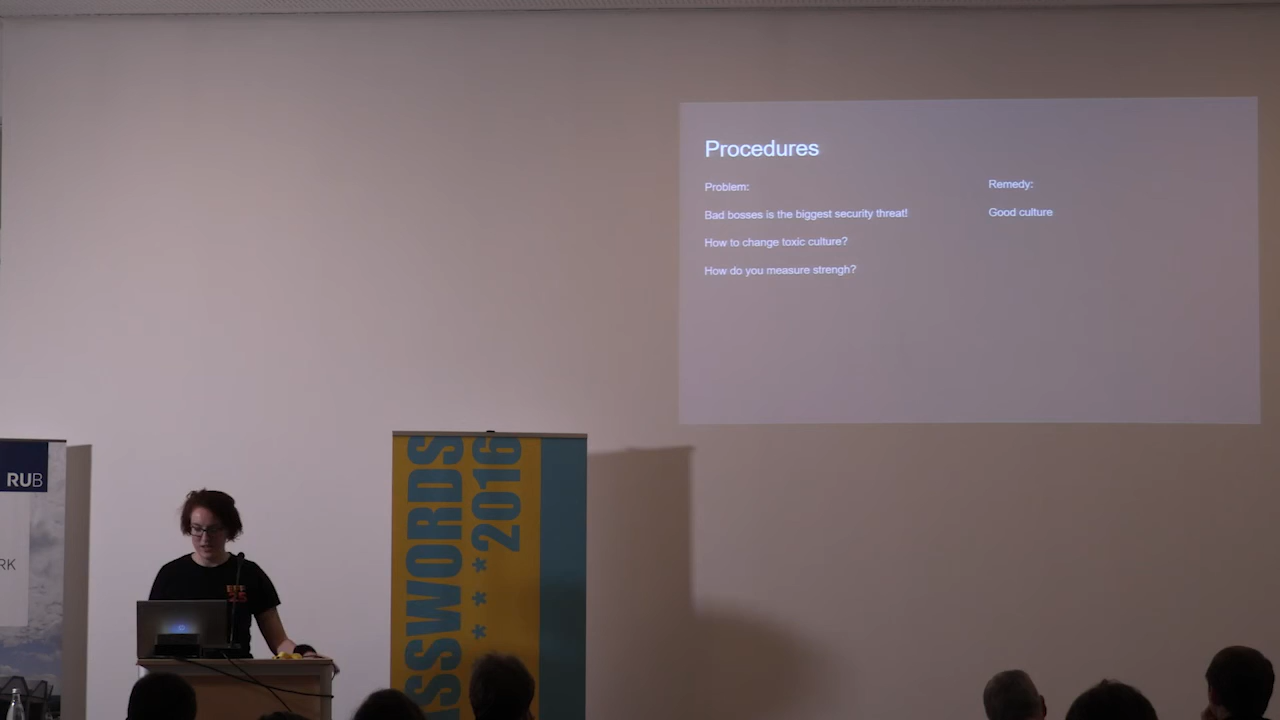 Procedures
Problem:
Bad bosses is the biggest security threat!
How to change toxic culture?
How do you measure strengh?
Remedy:
Good culture
RUB
RK
SSWORDS
****2016